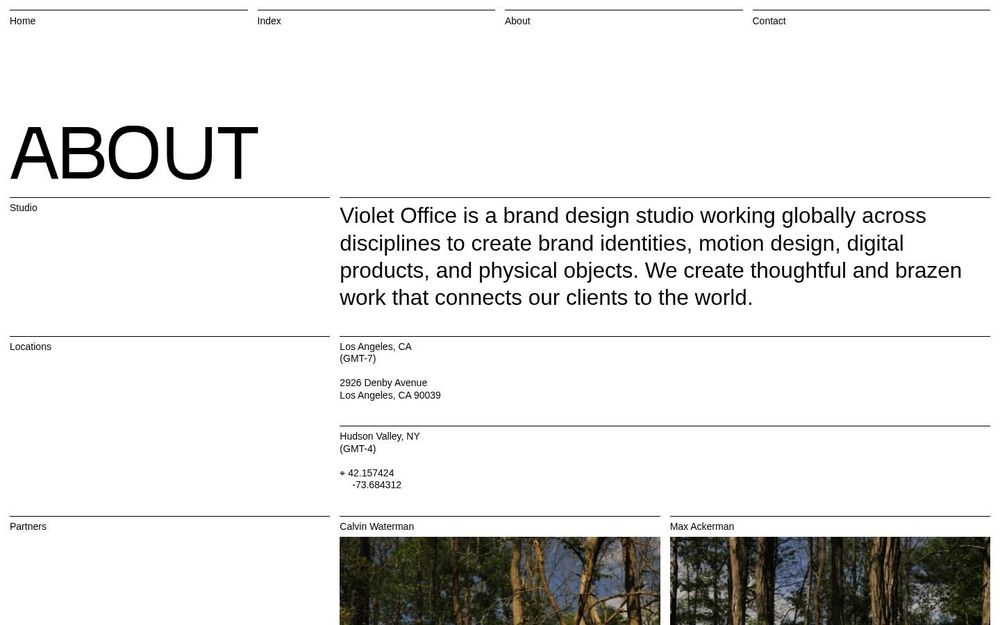 Home
Index
About
Contact
ABOUT
Studio
Violet Office is a brand design studio working globally across
disciplines to create brand identities, motion design, digital
products, and physical objects. We create thoughtful and brazen
work that connects our clients to the world.
Locations
Los Angeles, CA
(GMT-7)
2926 Denby Avenue
Los Angeles, CA 90039
Hudson Valley, NY
(GMT-4)
⌖ 42.157424
-73.684312
Partners
Calvin Waterman
Max Ackerman